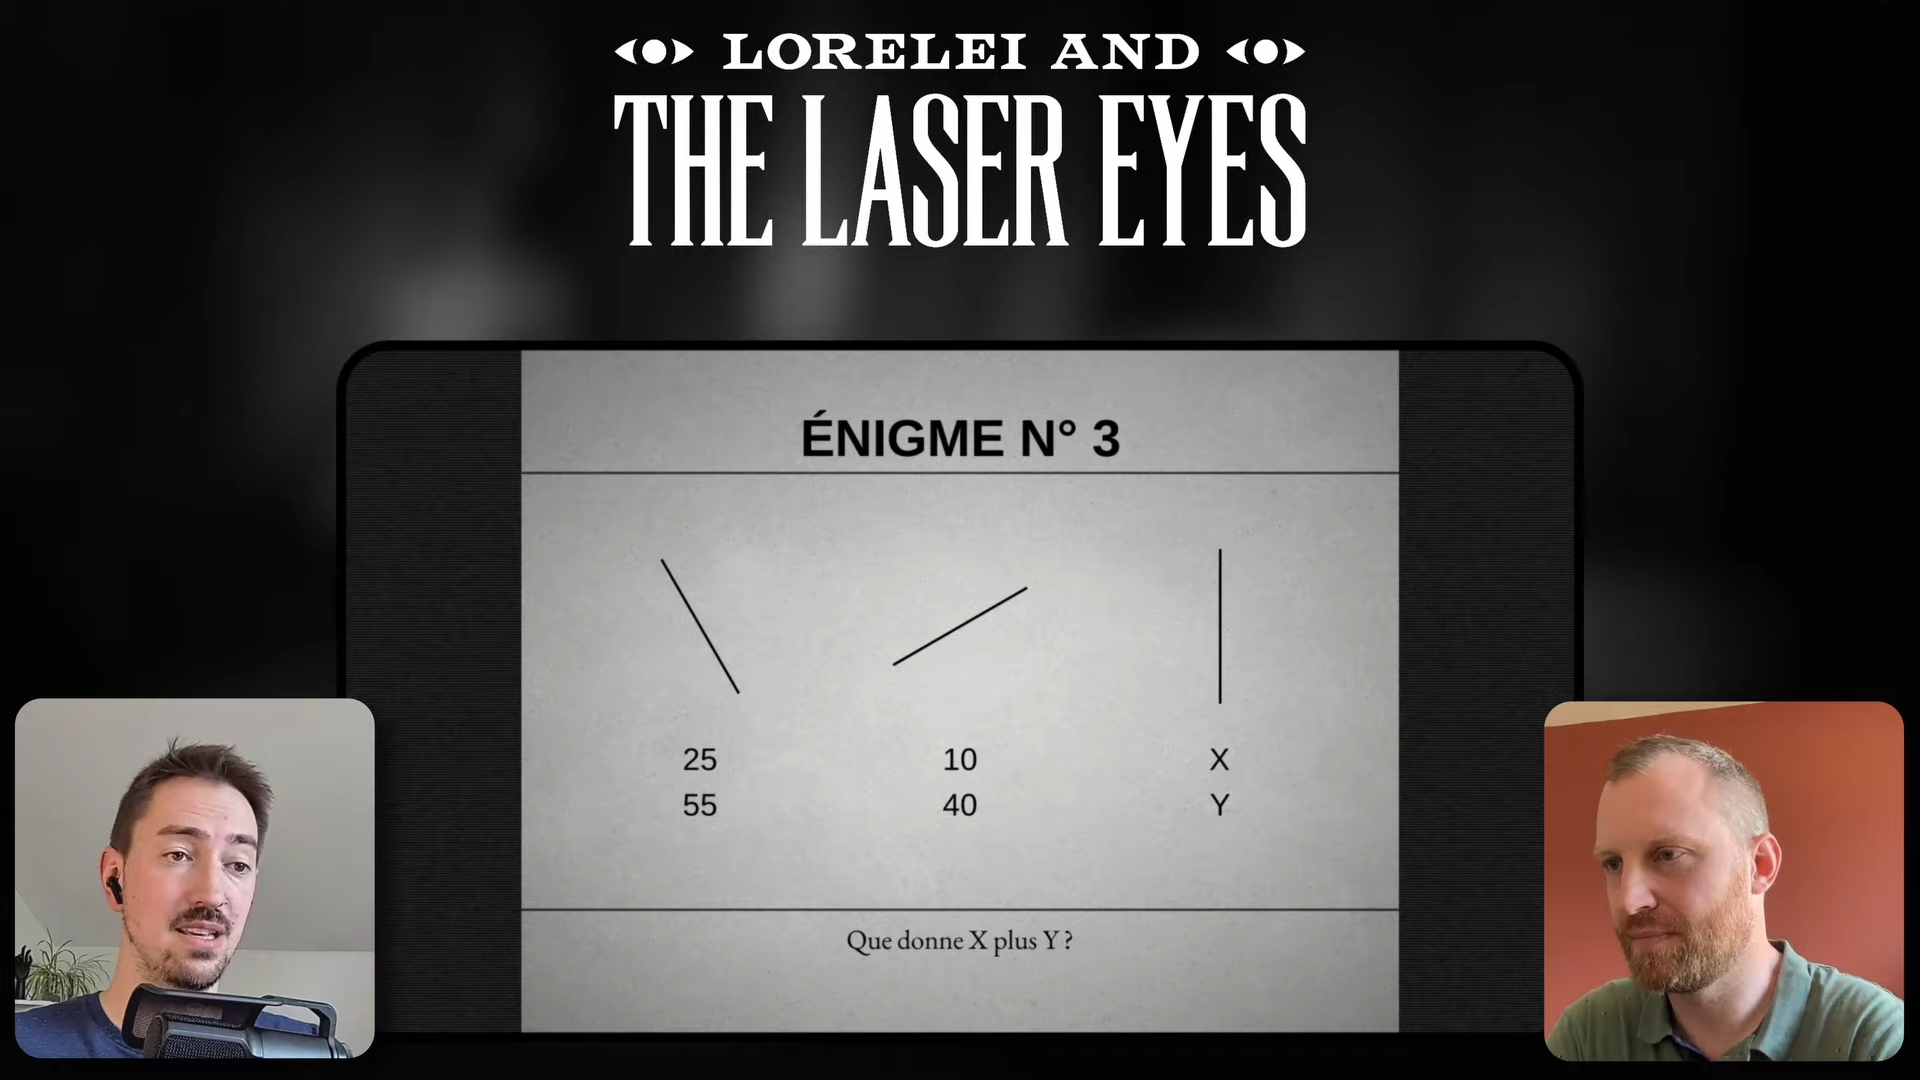 LORELEI AND
THE LASER EYES
ÉNIGME N° 3
25 10 X
55 40 Y
Que donne X plus Y ?